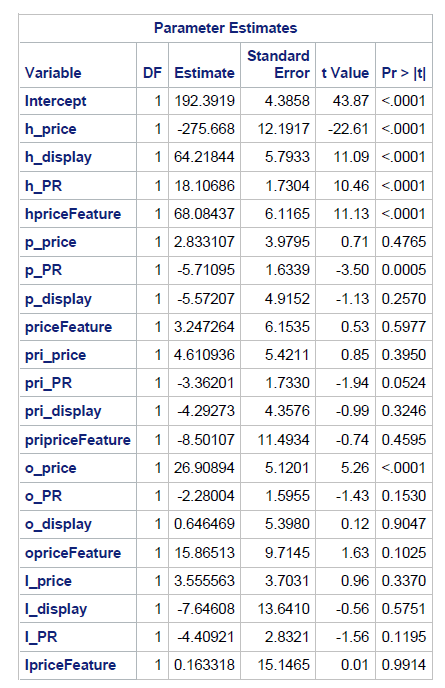 Parameter Estimates
Variable DF Estimate Standard Error t Value Pr > |t|
Intercept 1 192.3919 4.3858 43.87 <.0001
h_price 1 -275.668 12.1917 -22.61 <.0001
h_display 1 64.21844 5.7933 11.09 <.0001
h_PR 1 18.10686 1.7304 10.46 <.0001
hpriceFeature 1 68.08437 6.1165 11.13 <.0001
p_price 1 2.833107 3.9795 0.71 0.4765
p_PR 1 -5.71095 1.6339 -3.50 0.0005
p_display 1 -5.57207 4.9152 -1.13 0.2570
priceFeature 1 3.247264 6.1535 0.53 0.5977
pri_price 1 4.610936 5.4211 0.85 0.3950
pri_PR 1 -3.36201 1.7330 -1.94 0.0524
pri_display 1 -4.29273 4.3576 -0.99 0.3246
pripriceFeature 1 -8.50107 11.4934 -0.74 0.4595
o_price 1 26.90894 5.1201 5.26 <.0001
o_PR 1 -2.28004 1.5955 -1.43 0.1530
o_display 1 0.646469 5.3980 0.12 0.9047
opriceFeature 1 15.86513 9.7145 1.63 0.1025
l_price 1 3.555563 3.7031 0.96 0.3370
l_display 1 -7.64608 13.6410 -0.56 0.5751
l_PR 1 -4.40921 2.8321 -1.56 0.1195
lpriceFeature 1 0.163318 15.1465 0.01 0.9914